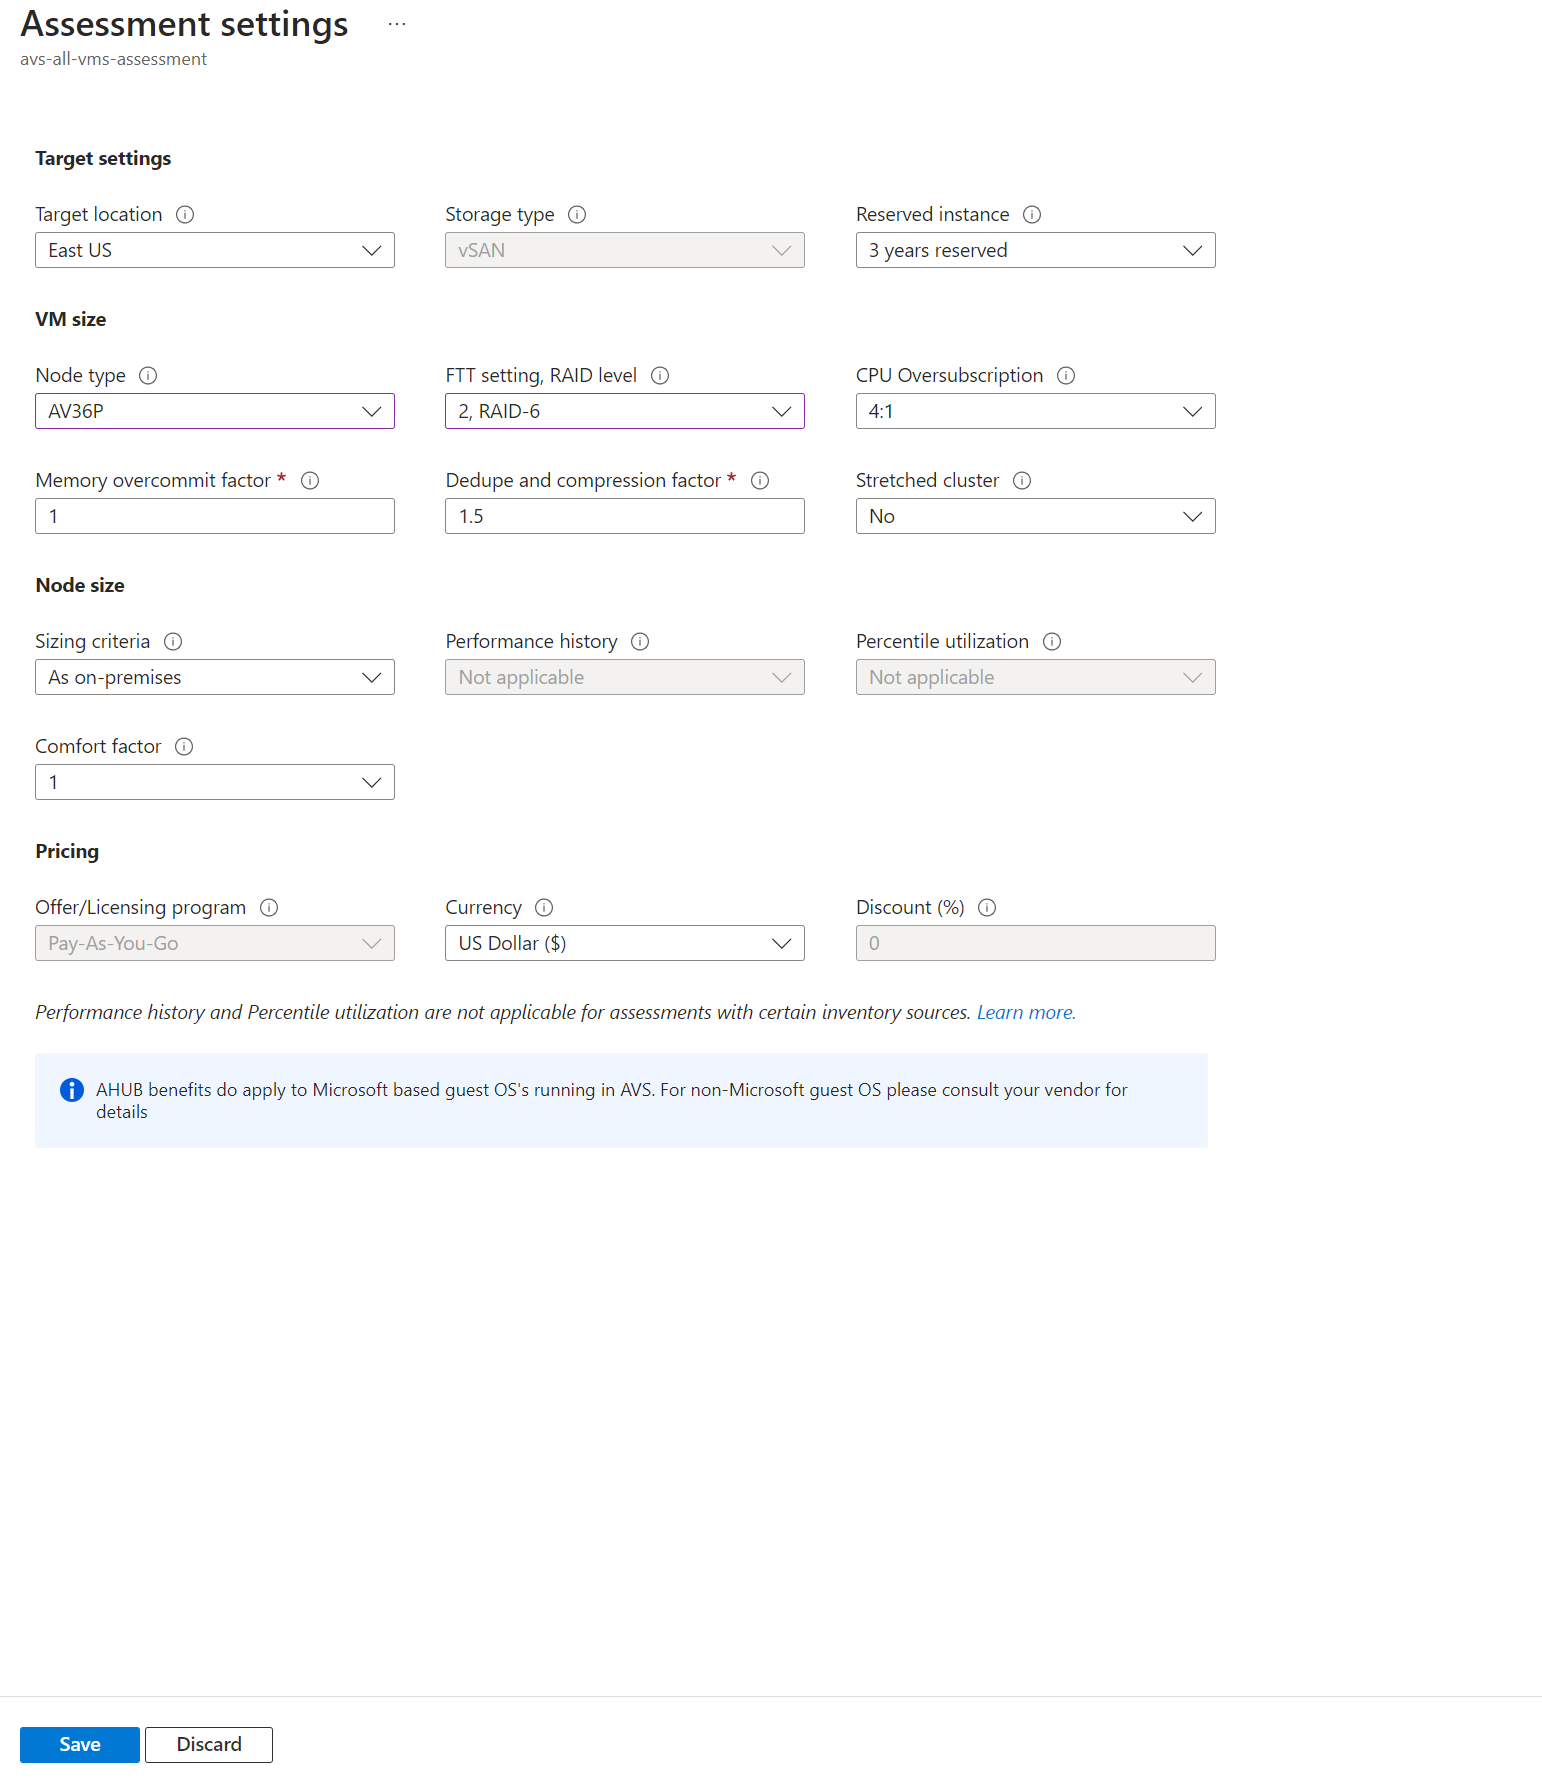 Assessment settings ...
avs-all-vms-assessment
Target settings
Target location Storage type Reserved instance
East US vSAN 3 years reserved
VM size
Node type FTT setting, RAID level CPU Oversubscription
AV36P 2, RAID-6 4:1
Memory overcommit factor * Dedupe and compression factor * Stretched cluster
1 1.5 No
Node size
Sizing criteria Performance history Percentile utilization
As on-premises Not applicable Not applicable
Comfort factor
1
Pricing
Offer/Licensing program Currency Discount (%)
Pay-As-You-Go US Dollar ($) 0
Performance history and Percentile utilization are not applicable for assessments with certain inventory sources. Learn more.
AHUB benefits do apply to Microsoft based guest OS's running in AVS. For non-Microsoft guest OS please consult your vendor for
details
Save Discard